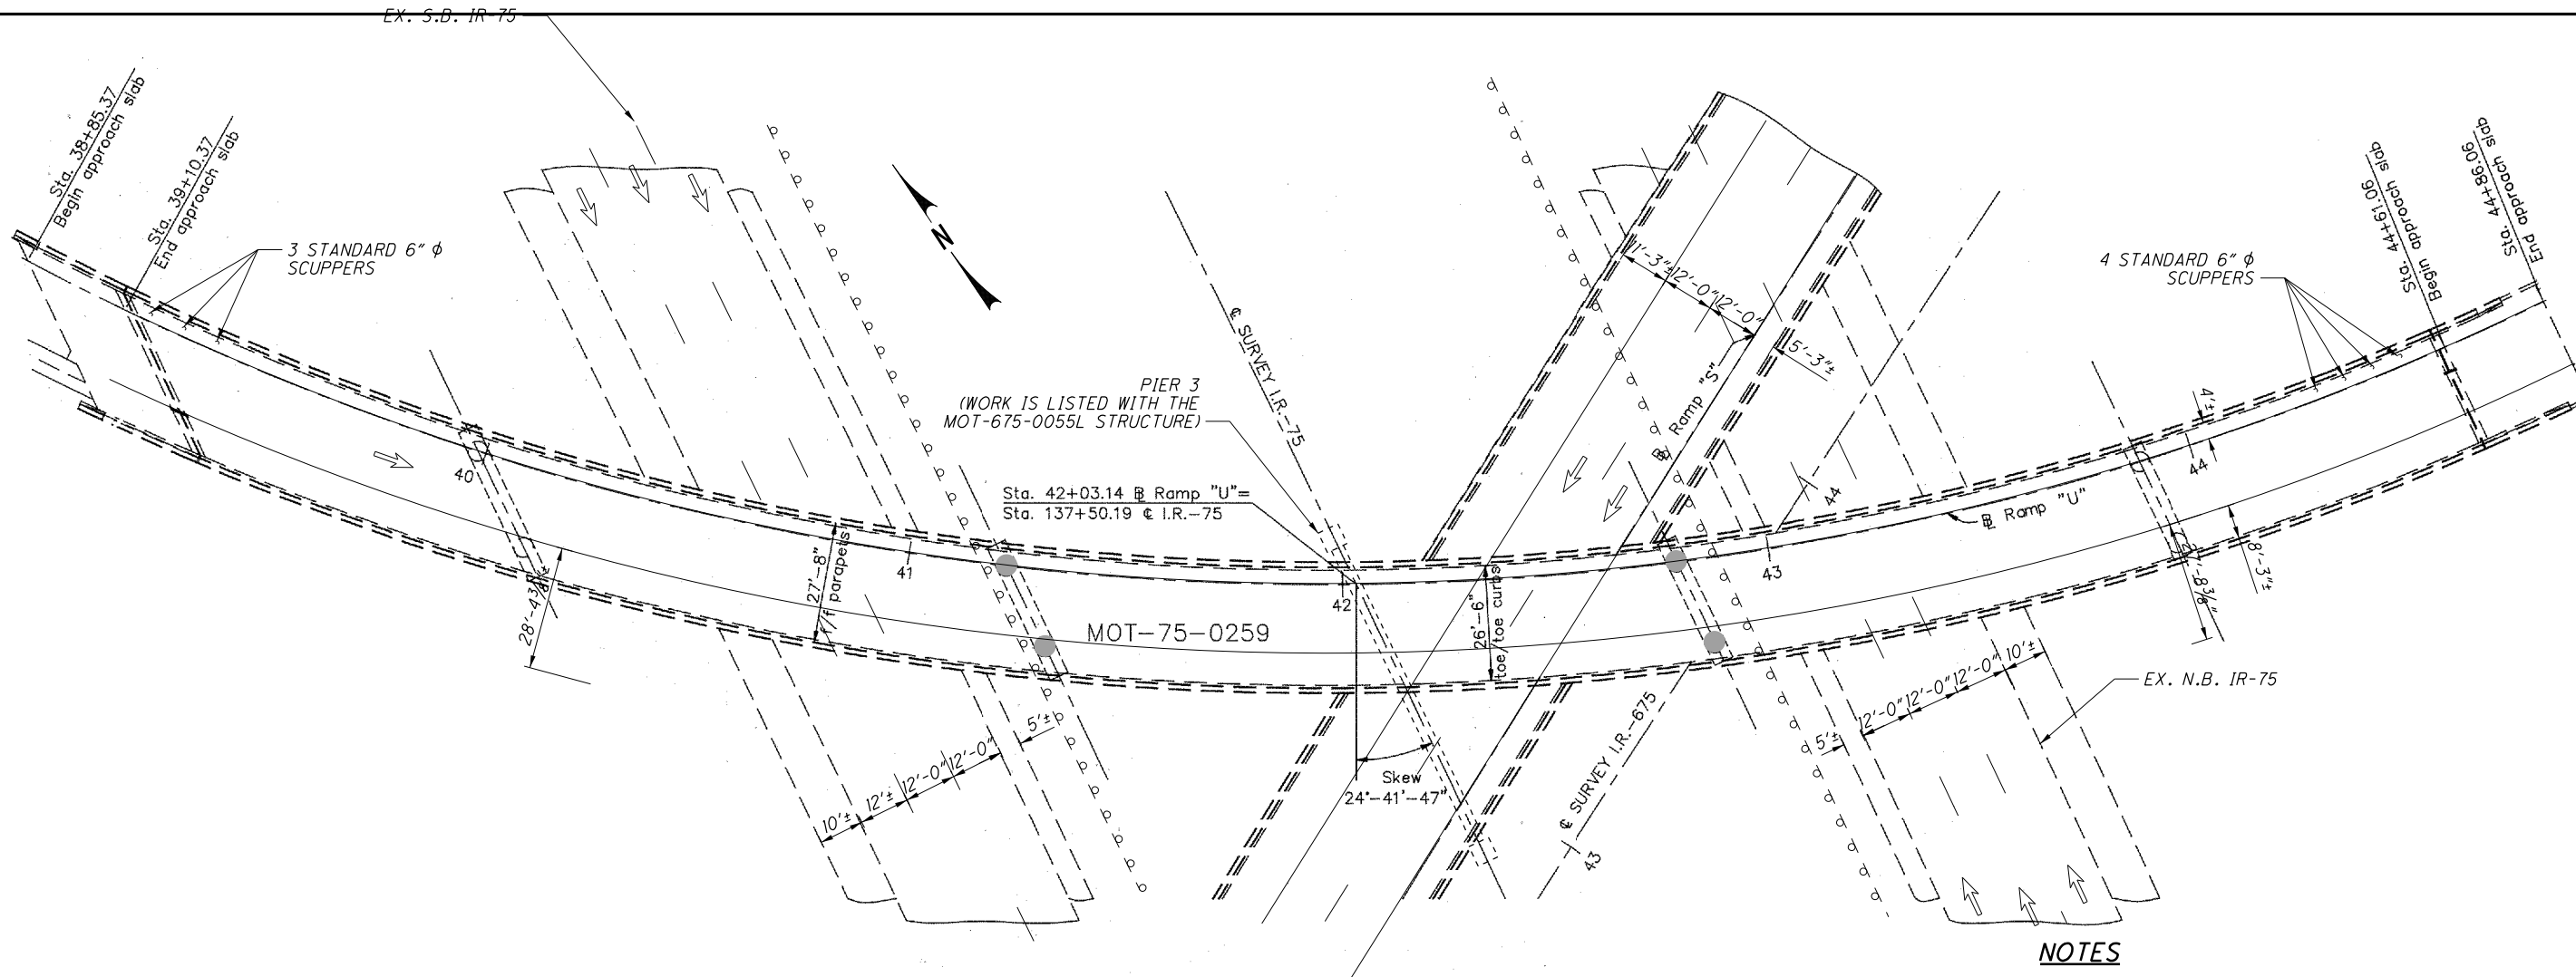 EX. S.B. IR-75
Sta. 38+85.37
Begin approach slab
Sta. 39+10.37
End approach slab
3 STANDARD 6" ϕ
SCUPPERS
N
℄ SURVEY I.R.-75
PIER 3
(WORK IS LISTED WITH THE
MOT-675-0055L STRUCTURE)
Sta. 42+03.14 B Ramp "U"=
Sta. 137+50.19 ℄ I.R.-75
1'-3"±
12'-0"
12'-0"
B Ramp "S"
5'-3"±
4 STANDARD 6" ϕ
SCUPPERS
Sta. 44+61.06
Begin approach slab
Sta. 44+86.06
End approach slab
4'±
40
41
42
43
44
44
B Ramp "U"
27'-8"
f/f parapets
26'-6"
toe/toe curbs
MOT-75-0259
8'-3"±
EX. N.B. IR-75
10'±
12'±
12'-0"
12'-0"
5'±
Skew
24°-41'-47"
℄ SURVEY I.R.-675
43
5'±
12'-0"
12'-0"
12'-0"
10'±
NOTES